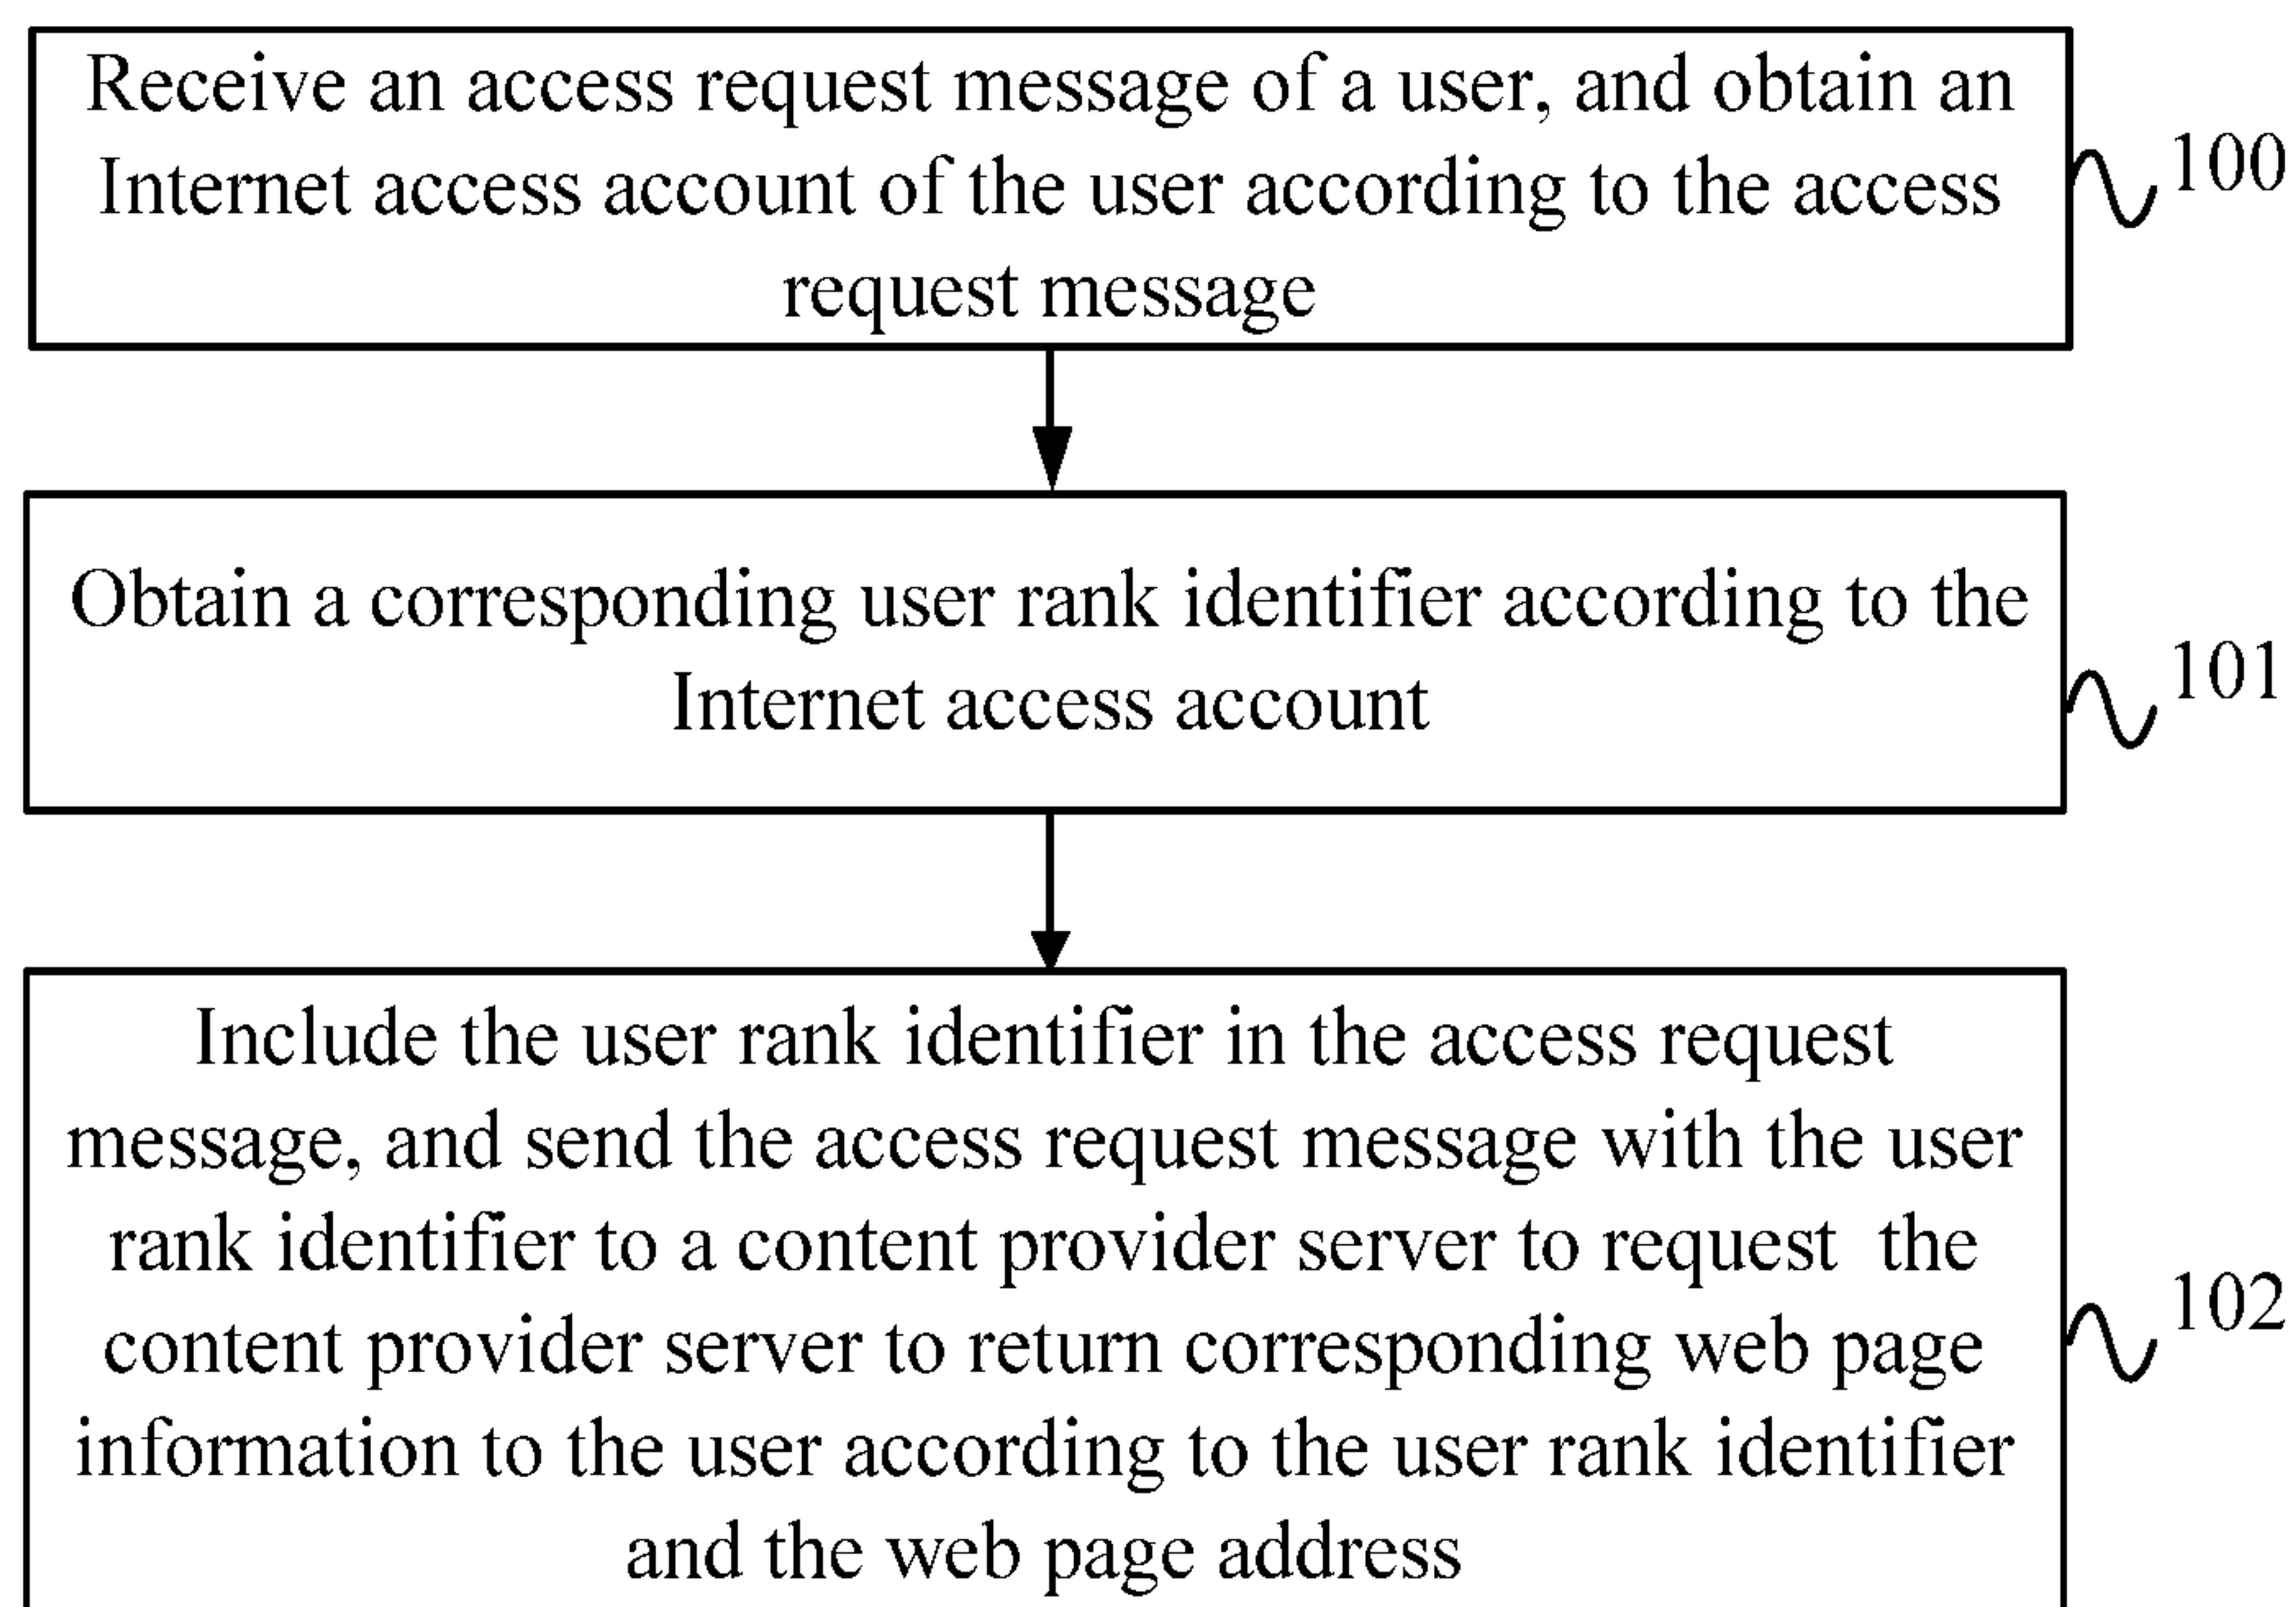 Receive an access request message of a user, and obtain an
Internet access account of the user according to the access
request message
100
Obtain a corresponding user rank identifier according to the
Internet access account
101
Include the user rank identifier in the access request
message, and send the access request message with the user
rank identifier to a content provider server to request the
content provider server to return corresponding web page
information to the user according to the user rank identifier
and the web page address
102